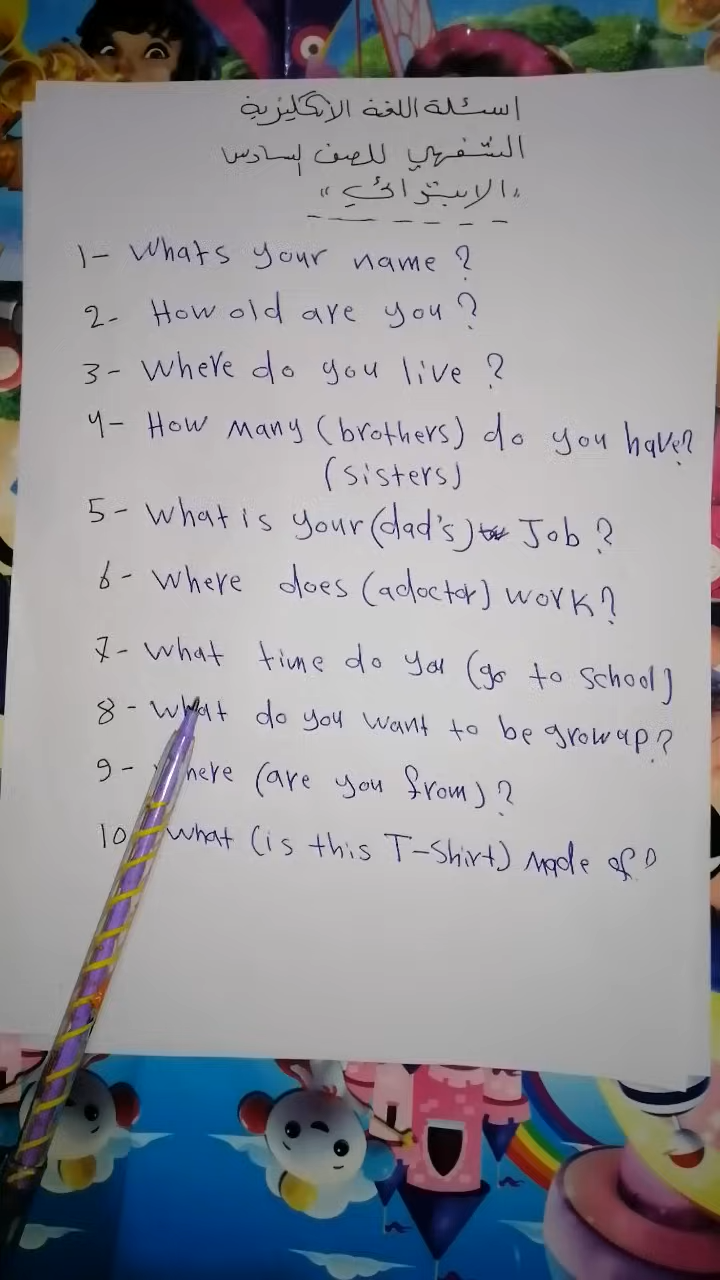 اسئلة اللغة الانكليزية
الشفهي للصف السادس
"الابتدائي"
1- Whats your name ?
2- How old are you ?
3- Where do you live ?
4- How many (brothers) do you have?
(sisters)
5- What is your (dad's) Job ?
6- Where does (adoctor) work?
7- What time do you (go to school)
8- What do you want to be growup?
9- here (are you from) ?
10 What (is this T-Shirt) made of?